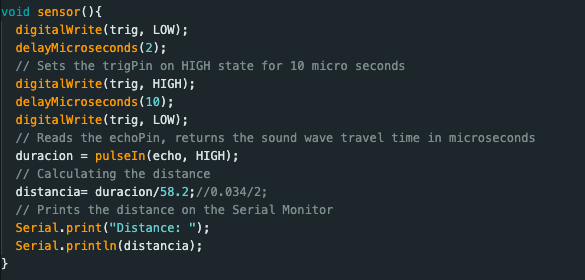 void sensor(){
digitalWrite(trig, LOW);
delayMicroseconds(2);
// Sets the trigPin on HIGH state for 10 micro seconds
digitalWrite(trig, HIGH);
delayMicroseconds(10);
digitalWrite(trig, LOW);
// Reads the echoPin, returns the sound wave travel time in microseconds
duracion = pulseIn(echo, HIGH);
// Calculating the distance
distancia= duracion/58.2;//0.034/2;
// Prints the distance on the Serial Monitor
Serial.print("Distance: ");
Serial.println(distancia);
}